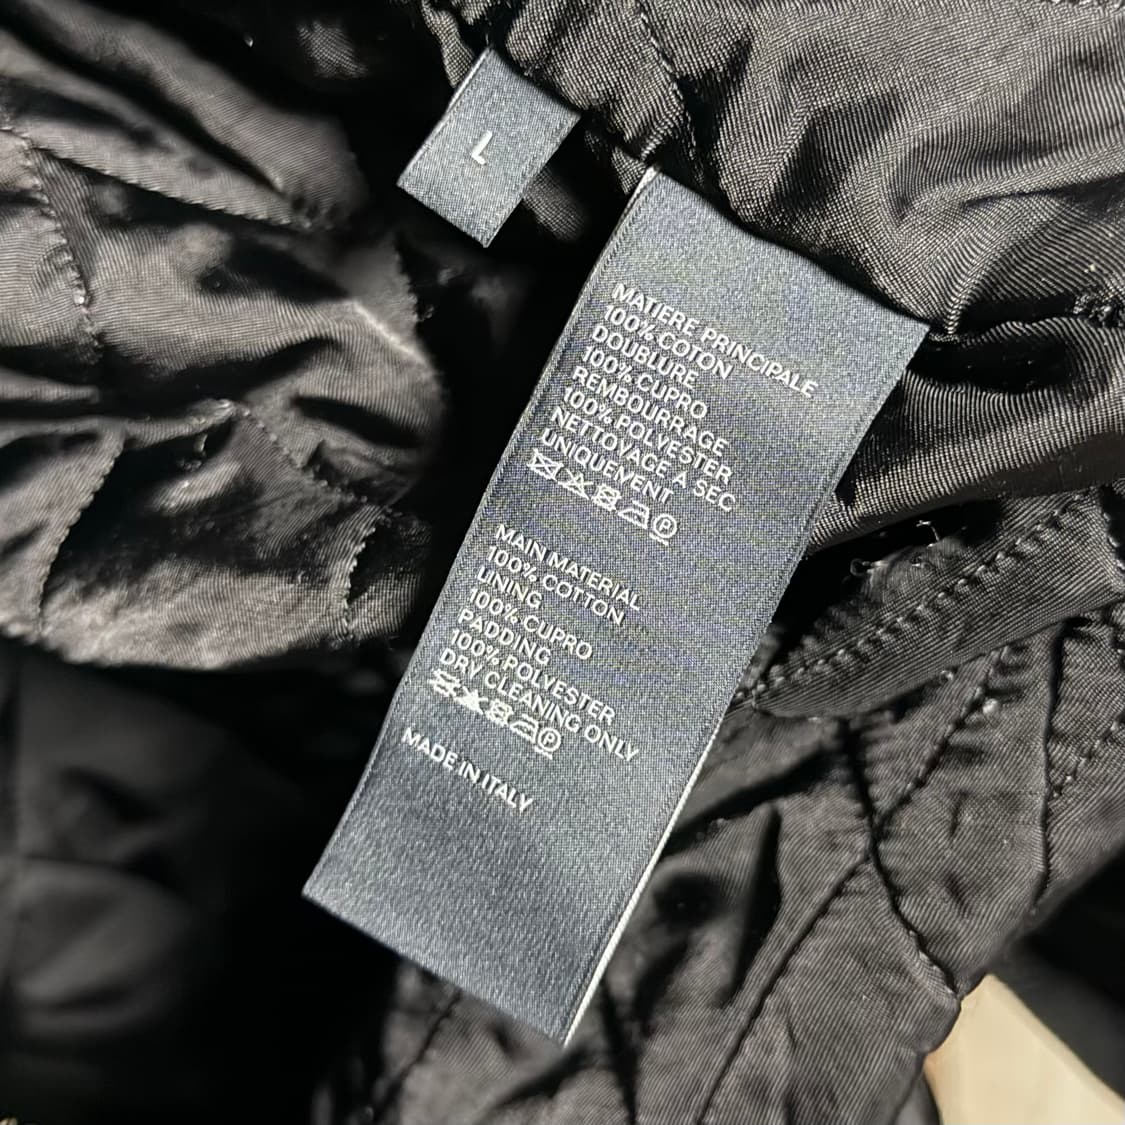 L
MATIERE PRINCIPALE
100% COTON
DOUBLURE
100% CUPRO
REMBOURRAGE
100% POLYESTER
NETTOYAGE A SEC
UNIQUEMENT
P
MAIN MATERIAL
100% COTTON
LINING
100% CUPRO
PADDING
100% POLYESTER
DRY CLEANING ONLY
P
MADE IN ITALY